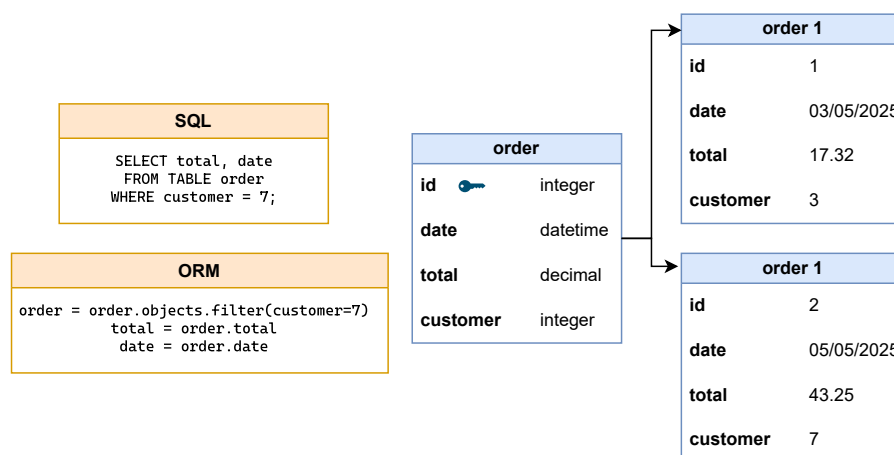 SQL
SELECT total, date
FROM TABLE order
WHERE customer = 7;
ORM
order = order.objects.filter(customer=7)
total = order.total
date = order.date
order
id integer
date datetime
total decimal
customer integer
order 1
id 1
date 03/05/2025
total 17.32
customer 3
order 1
id 2
date 05/05/2025
total 43.25
customer 7